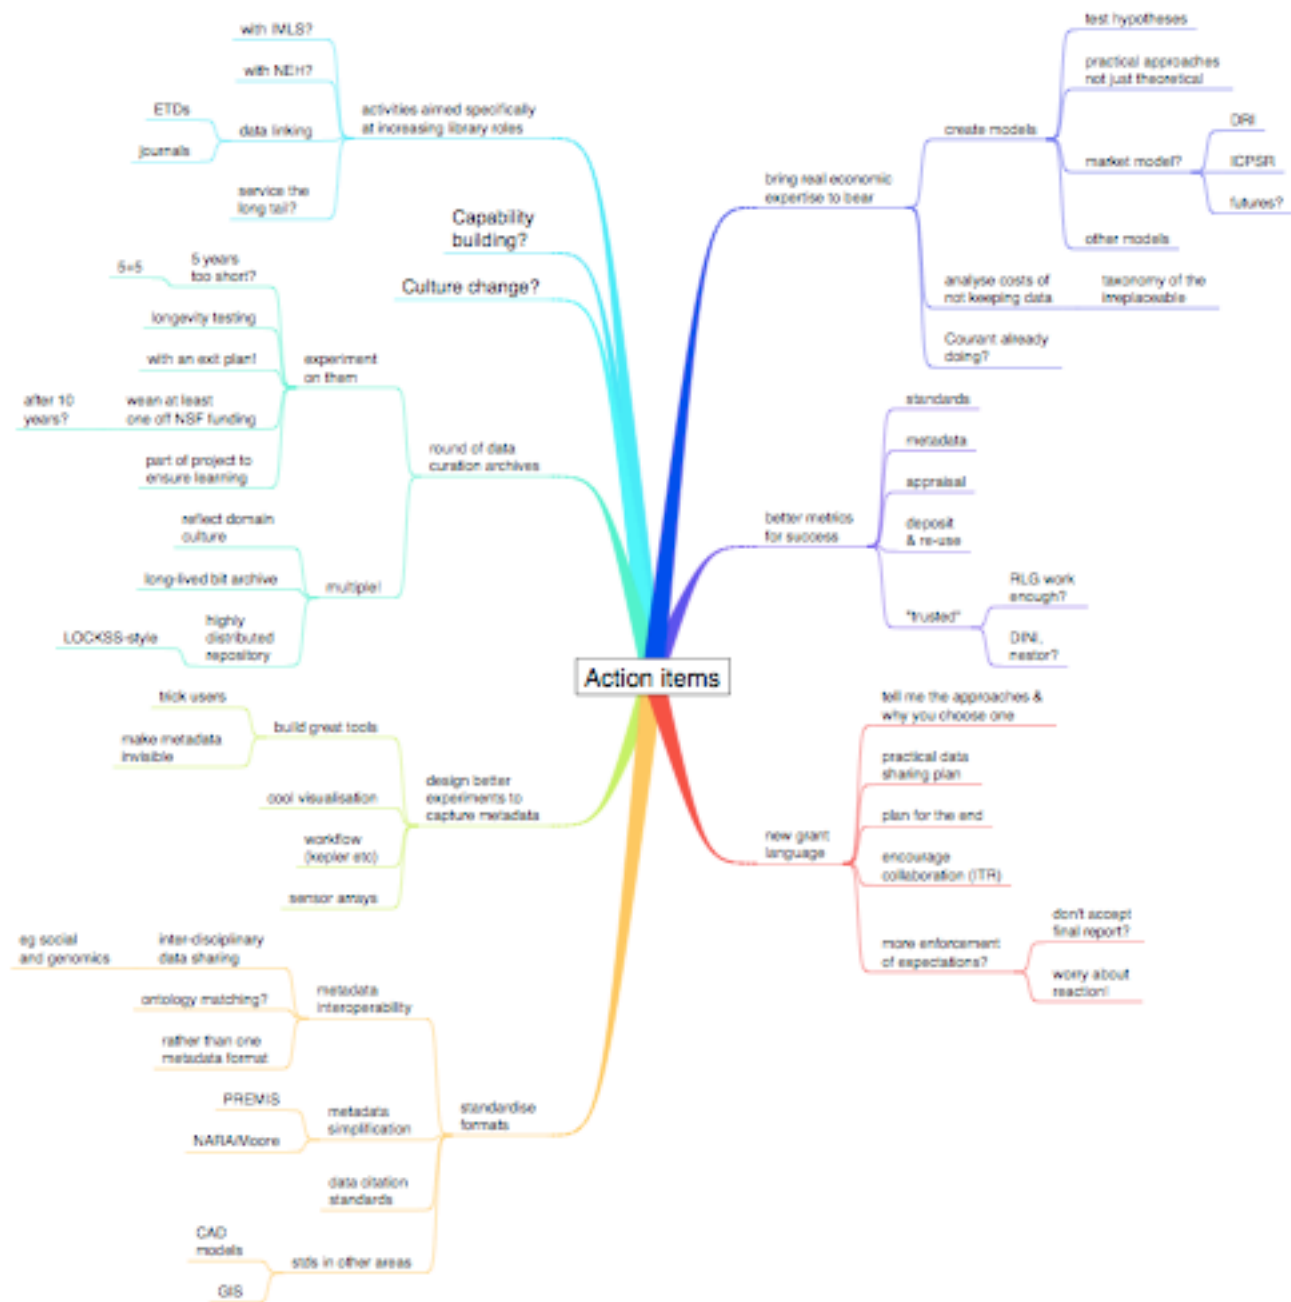 with IMLS?
with NEH?
ETDs
data linking
journals
service the
long tail?
activities aimed specifically
at increasing library roles
Capability
building?
Culture change?
5+5
5 years
too short?
longevity testing
with an exit plan!
after 10
years?
wean at least
one off NSF funding
part of project to
ensure learning
experiment
on them
round of data
curation archives
reflect domain
culture
long-lived bit archive
multiple!
LOCKSS-style
highly
distributed
repository
trick users
make metadata
invisible
build great tools
cool visualisation
workflow
(kepler etc)
sensor arrays
design better
experiments to
capture metadata
eg social
and genomics
inter-disciplinary
data sharing
ontology matching?
rather than one
metadata format
metadata
interoperability
PREMIS
NARA/Moore
metadata
simplification
data citation
standards
CAD
models
GIS
stds in other areas
standardise
formats
Action items
bring real economic
expertise to bear
create models
test hypotheses
practical approaches
not just theoretical
market model?
DRI
ICPSR
futures?
other models
analyse costs of
not keeping data
taxonomy of the
irreplaceable
Courant already
doing?
better metrics
for success
standards
metadata
appraisal
deposit
& re-use
"trusted"
RLG work
enough?
DINI,
nestor?
new grant
language
tell me the approaches &
why you choose one
practical data
sharing plan
plan for the end
encourage
collaboration (ITR)
more enforcement
of expectations?
don't accept
final report?
worry about
reaction!